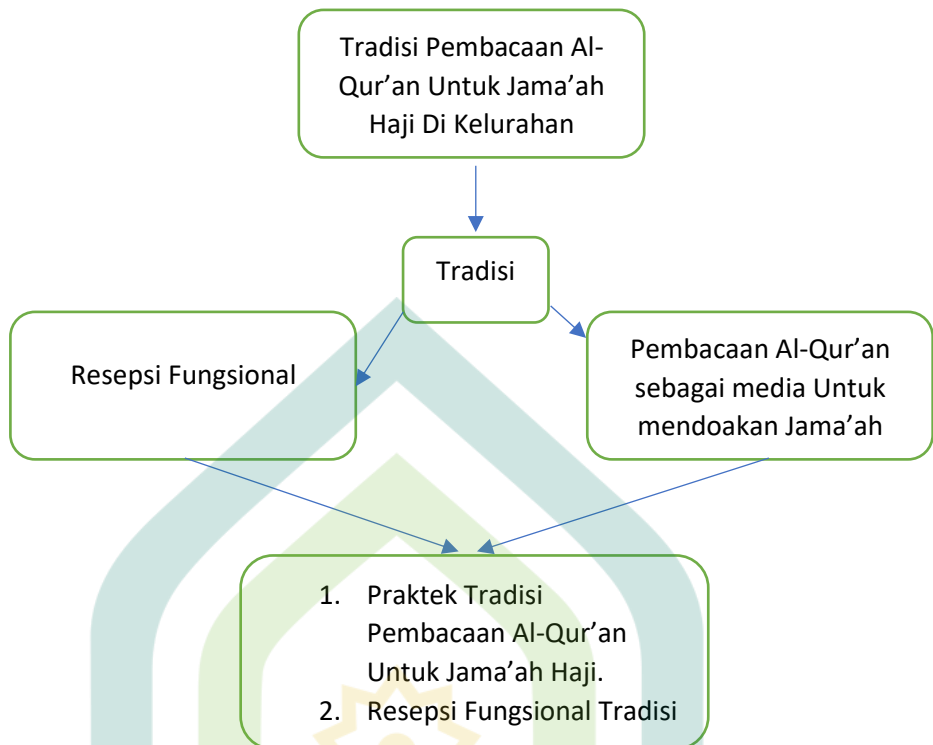 Tradisi Pembacaan Al-
Qur’an Untuk Jama’ah
Haji Di Kelurahan
Tradisi
Resepsi Fungsional
Pembacaan Al-Qur’an
sebagai media Untuk
mendoakan Jama’ah
1. Praktek Tradisi
Pembacaan Al-Qur’an
Untuk Jama’ah Haji.
2. Resepsi Fungsional Tradisi